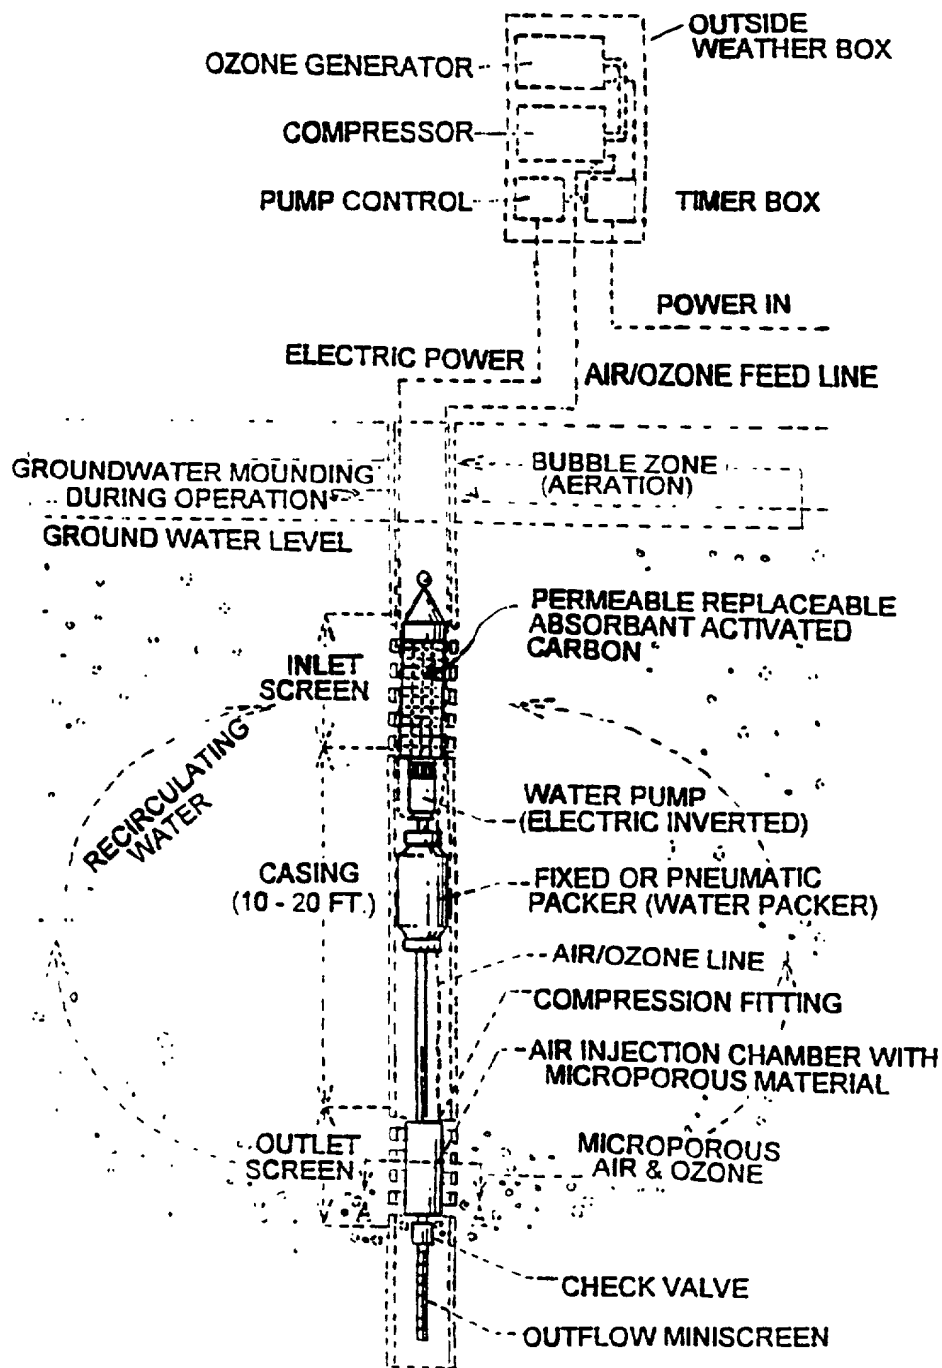 OUTSIDE
WEATHER BOX
OZONE GENERATOR
COMPRESSOR
PUMP CONTROL
TIMER BOX
POWER IN
ELECTRIC POWER
AIR/OZONE FEED LINE
GROUNDWATER MOUNDING
DURING OPERATION
BUBBLE ZONE
(AERATION)
GROUND WATER LEVEL
PERMEABLE REPLACEABLE
ABSORBANT ACTIVATED
CARBON
INLET
SCREEN
RECIRCULATING
WATER
WATER PUMP
(ELECTRIC INVERTED)
CASING
(10 - 20 FT.)
FIXED OR PNEUMATIC
PACKER (WATER PACKER)
AIR/OZONE LINE
COMPRESSION FITTING
AIR INJECTION CHAMBER WITH
MICROPOROUS MATERIAL
OUTLET
SCREEN
MICROPOROUS
AIR & OZONE
CHECK VALVE
OUTFLOW MINISCREEN